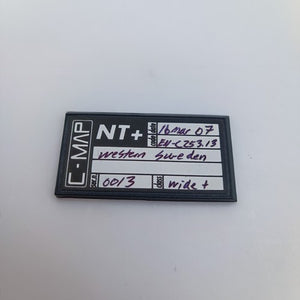 C-MAP
NT+
16 mar 07
EN-C253.13
western sweden
0013
wide +